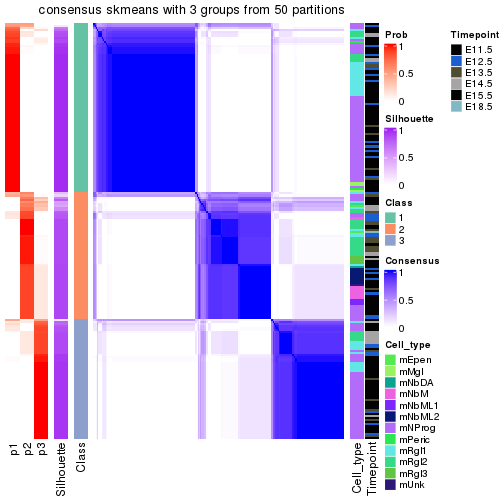 consensus skmeans with 3 groups from 50 partitions
p1
p2
p3
Silhouette
Class
Cell_type
Timepoint
Prob
1
0.5
0
Silhouette
1
0.5
0
Class
1
2
3
Consensus
1
0.5
0
Cell_type
mEpen
mMgl
mNbDA
mNbM
mNbML1
mNbML2
mNProg
mPeric
mRgl1
mRgl2
mRgl3
mUnk
Timepoint
E11.5
E12.5
E13.5
E14.5
E15.5
E18.5